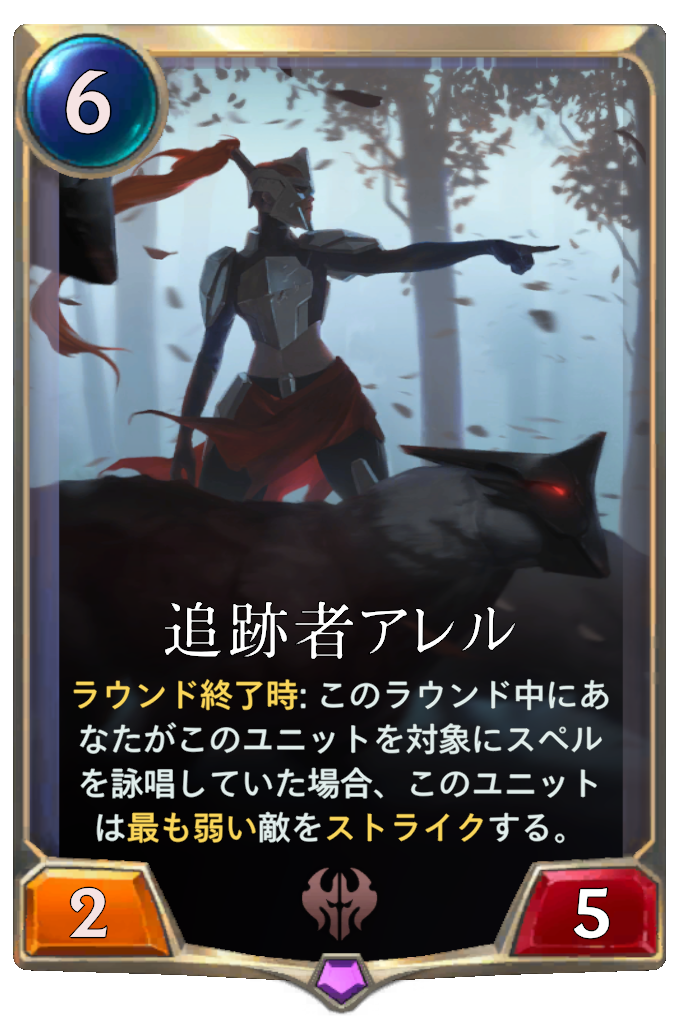 6
追跡者アレル
ラウンド終了時: このラウンド中にあ
なたがこのユニットを対象にスペル
を詠唱していた場合、このユニット
は最も弱い敵をストライクする。
2
5